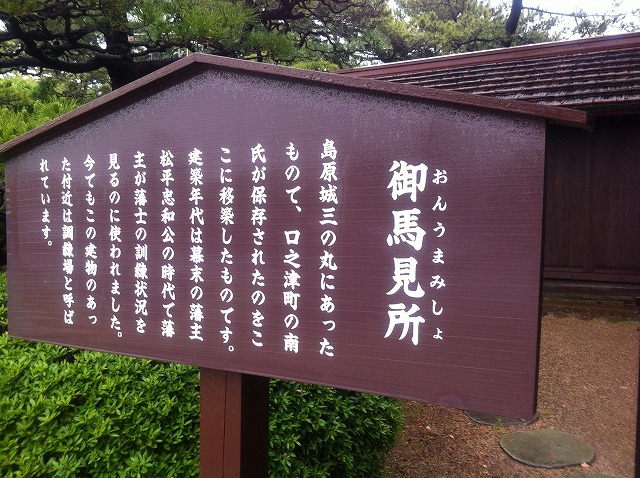 御馬見所
おんうまみしょ
島原城三の丸にあった
もので、口之津町の南
氏が保存されたのをこ
こに移築したものです。
建築年代は幕末の藩主
松平忠和公の時代で藩
主が藩士の訓練状況を
見るのに使われました。
今でもこの建物のあっ
た付近は調練場と呼ば
れています。